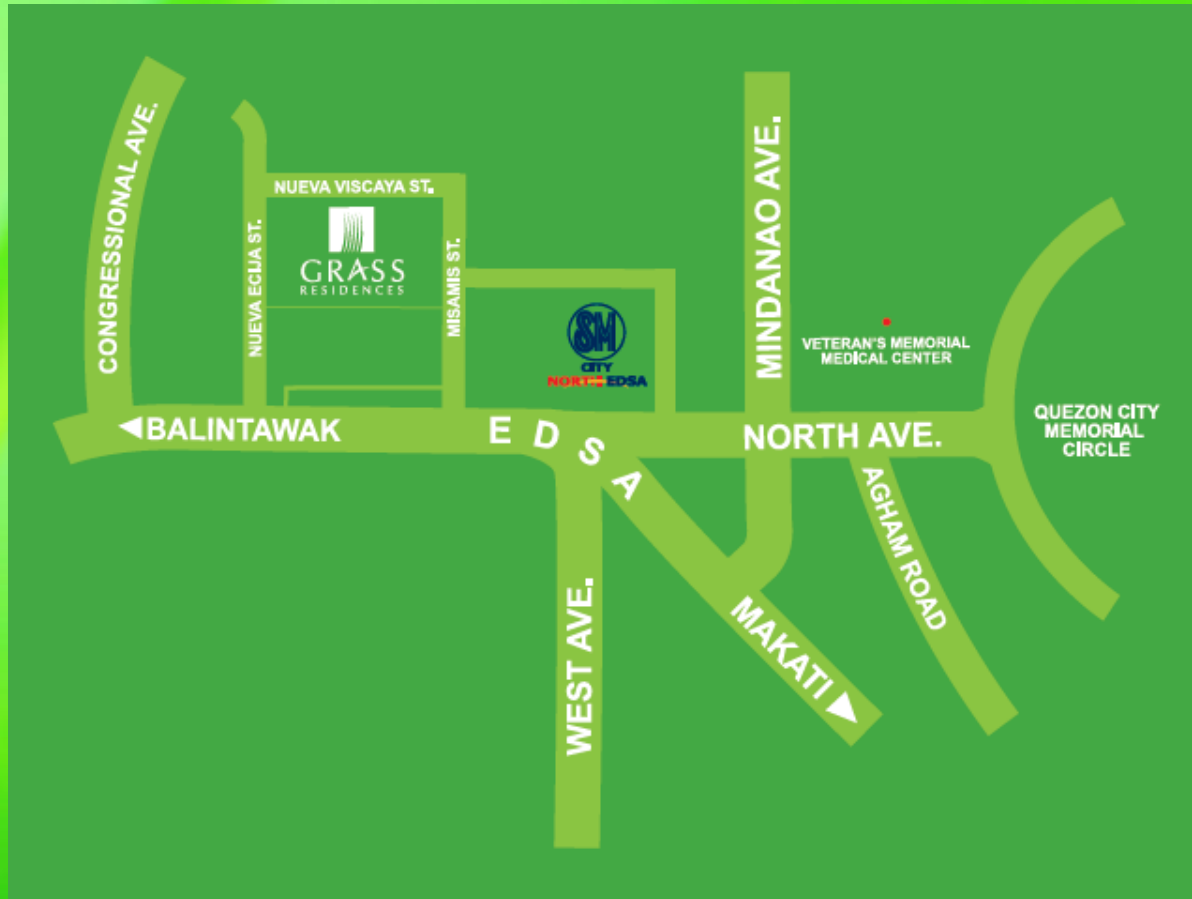 CONGRESSIONAL AVE.
NUEVA VISCAYA ST.
NUEVA ECIJA ST.
GRASS
RESIDENCES
MISAMIS ST.
SM
CITY
NORTH EDSA
MINDANAO AVE.
VETERAN'S MEMORIAL
MEDICAL CENTER
QUEZON CITY
MEMORIAL
CIRCLE
BALINTAWAK
EDSA
NORTH AVE.
AGHAM ROAD
WEST AVE.
MAKATI